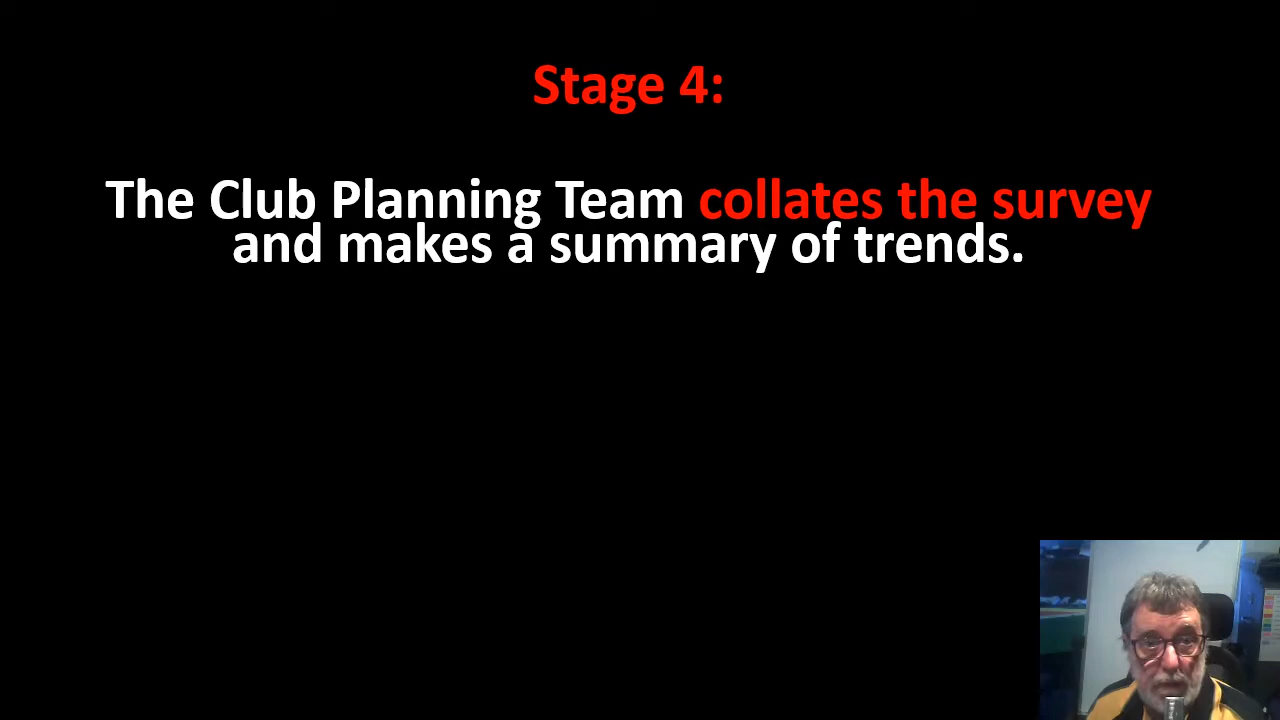 Stage 4:
The Club Planning Team collates the survey
and makes a summary of trends.